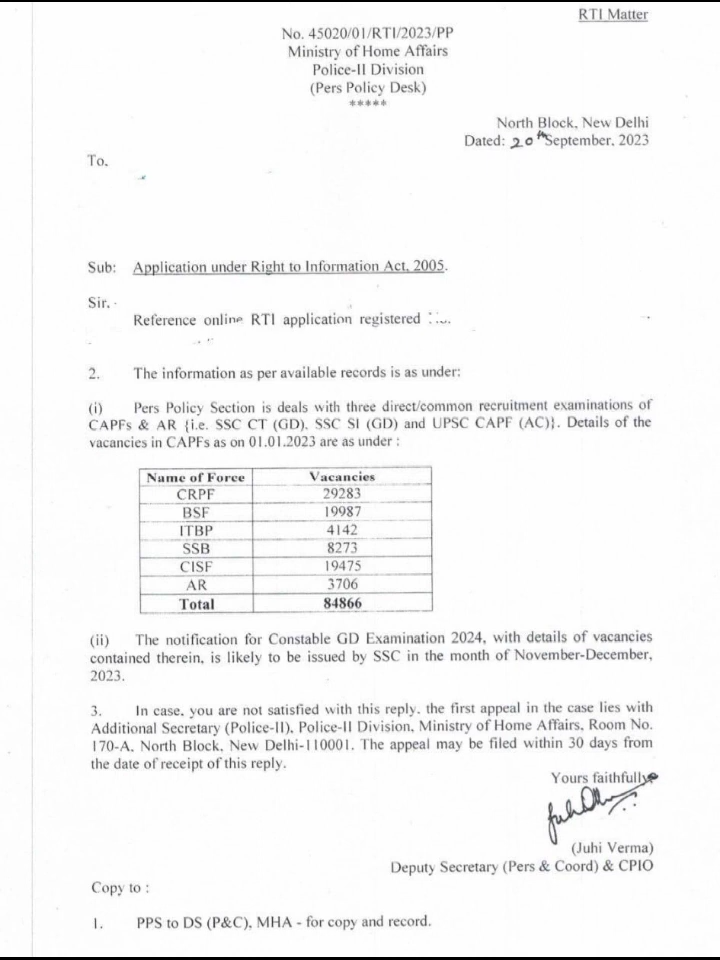 RTI Matter
No. 45020/01/RTI/2023/PP
Ministry of Home Affairs
Police-II Division
(Pers Policy Desk)
*****
North Block, New Delhi
Dated: 20th September, 2023
To,
Sub: Application under Right to Information Act, 2005.
Sir,
Reference online RTI application registered
2. The information as per available records is as under:
(i) Pers Policy Section is deals with three direct/common recruitment examinations of
CAPFs & AR {i.e. SSC CT (GD), SSC SI (GD) and UPSC CAPF (AC)}. Details of the
vacancies in CAPFs as on 01.01.2023 are as under :
Name of Force Vacancies
CRPF 29283
BSF 19987
ITBP 4142
SSB 8273
CISF 19475
AR 3706
Total 84866
(ii) The notification for Constable GD Examination 2024, with details of vacancies
contained therein, is likely to be issued by SSC in the month of November-December,
2023.
3. In case, you are not satisfied with this reply, the first appeal in the case lies with
Additional Secretary (Police-II), Police-II Division, Ministry of Home Affairs, Room No.
170-A, North Block, New Delhi-110001. The appeal may be filed within 30 days from
the date of receipt of this reply.
Yours faithfully
(Juhi Verma)
Deputy Secretary (Pers & Coord) & CPIO
Copy to :
1. PPS to DS (P&C), MHA - for copy and record.